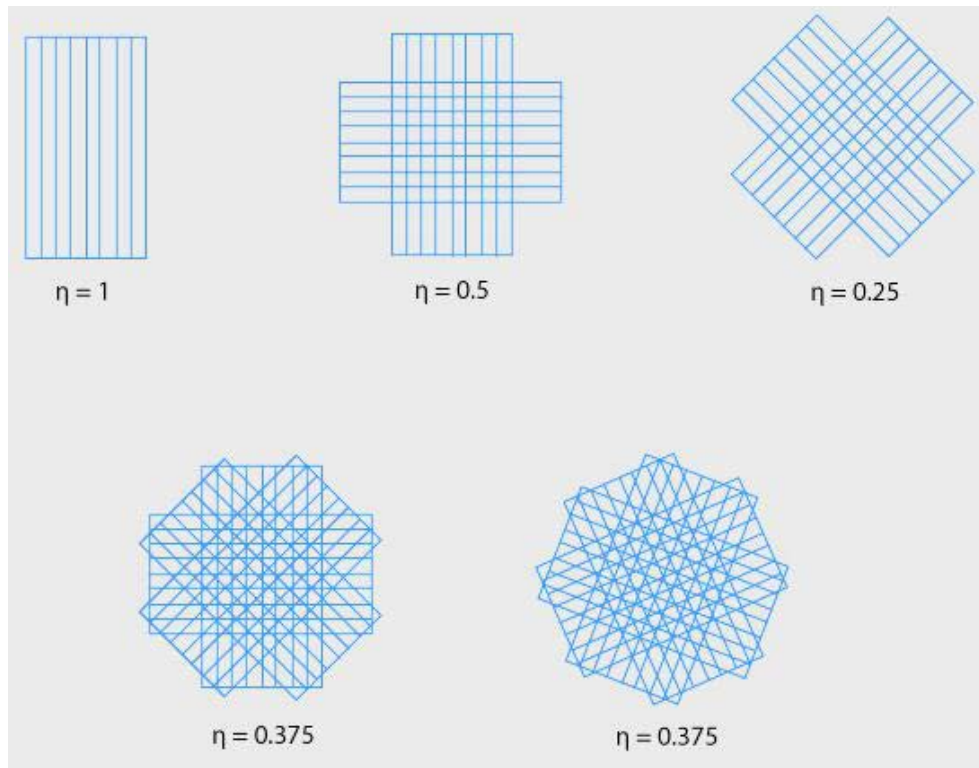 η = 1
η = 0.5
η = 0.25
η = 0.375
η = 0.375